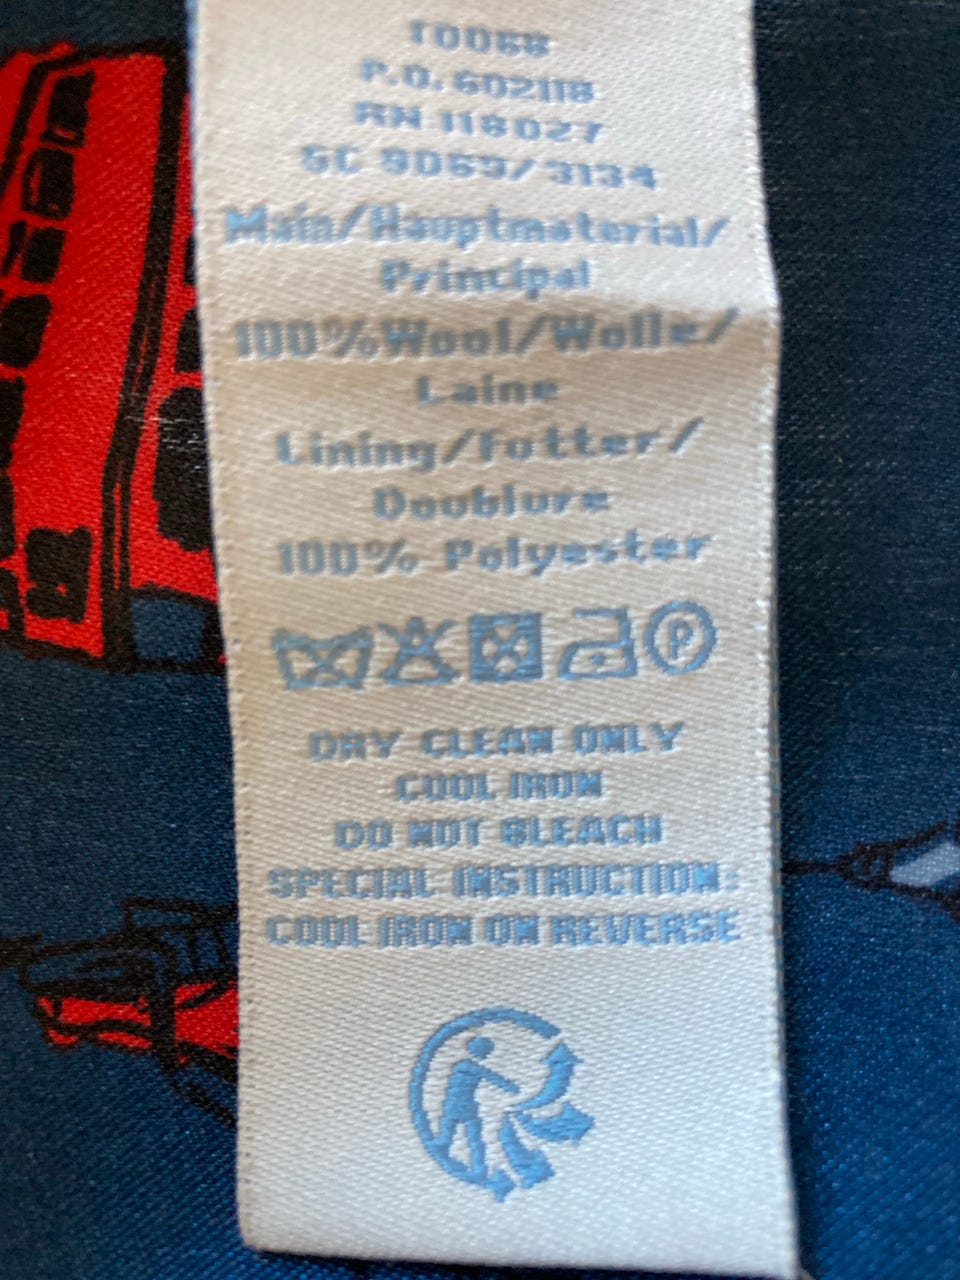 T0068
P.O. 602118
RN 118027
SC 9D69/3134
Main/Hauptmaterial/
Principal
100%Wool/Wolle/
Laine
Lining/Futter/
Doublure
100% Polyester
P
DRY CLEAN ONLY
COOL IRON
DO NOT BLEACH
SPECIAL INSTRUCTION:
COOL IRON ON REVERSE